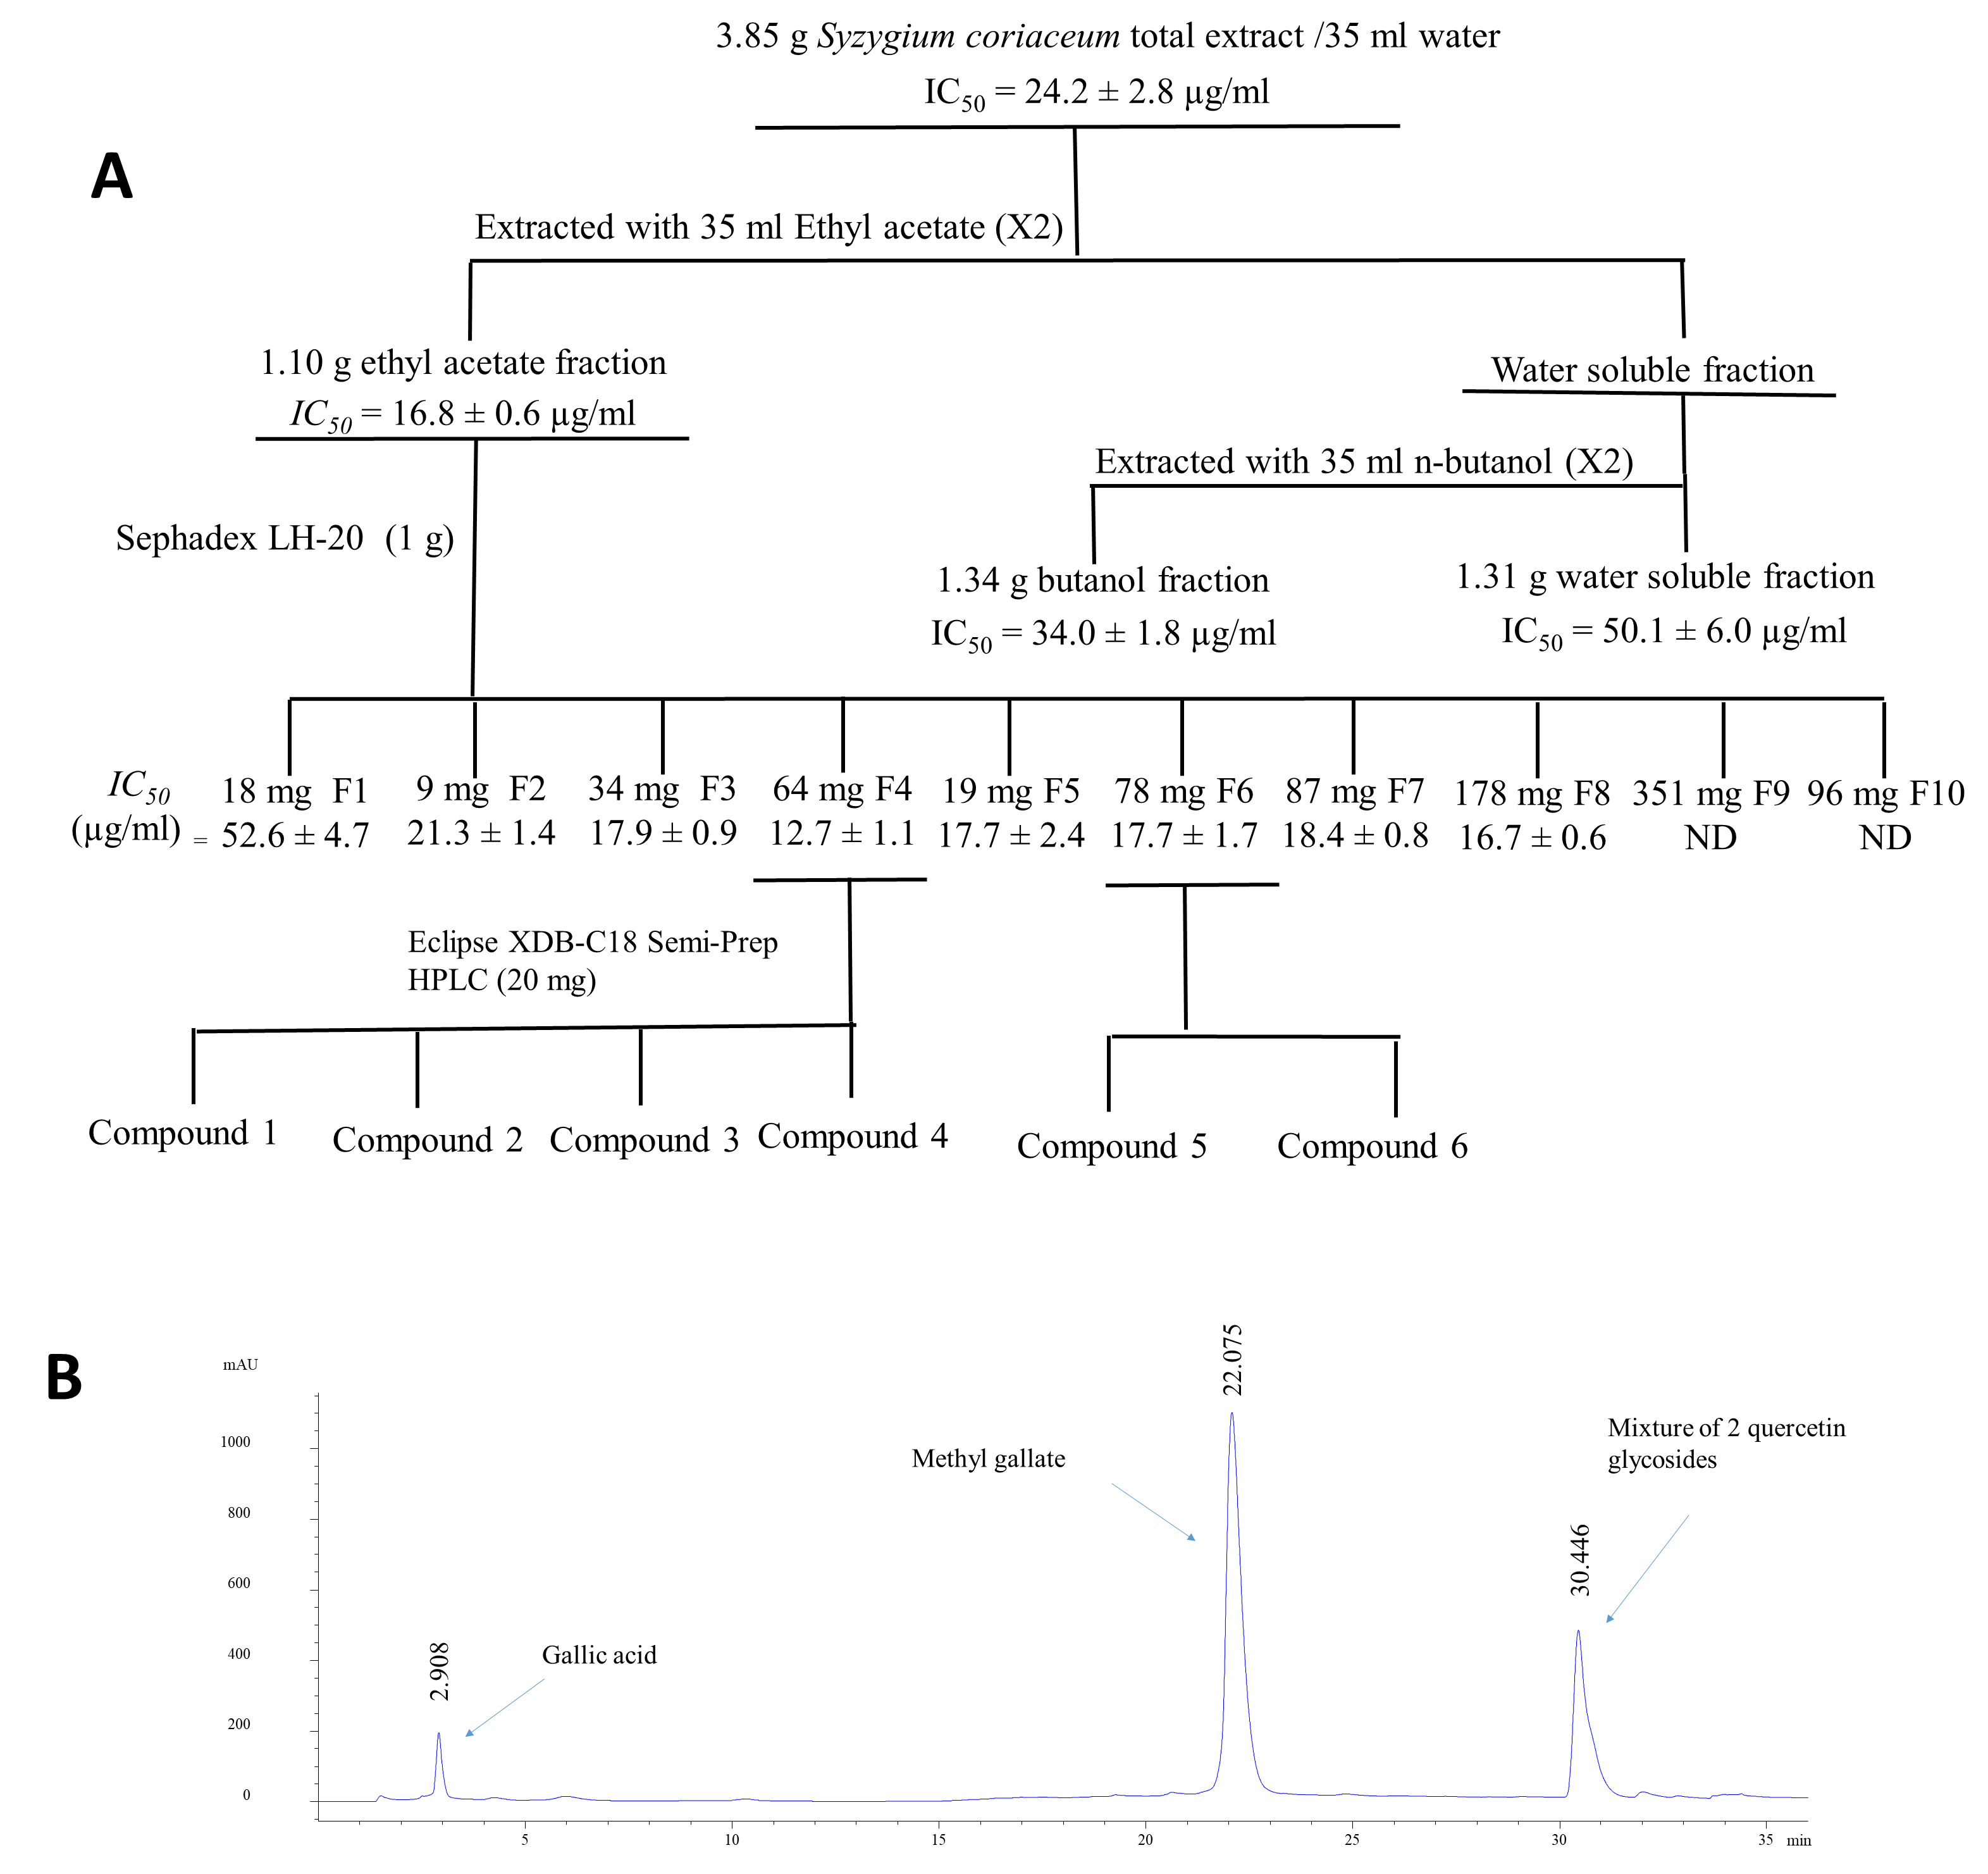 3.85 g Syzygium coriaceum total extract /35 ml water
IC50 = 24.2 ± 2.8 µg/ml
A
Extracted with 35 ml Ethyl acetate (X2)
1.10 g ethyl acetate fraction
IC50 = 16.8 ± 0.6 µg/ml
Water soluble fraction
Extracted with 35 ml n-butanol (X2)
Sephadex LH-20 (1 g)
1.34 g butanol fraction
IC50 = 34.0 ± 1.8 µg/ml
1.31 g water soluble fraction
IC50 = 50.1 ± 6.0 µg/ml
IC50 18 mg F1 9 mg F2 34 mg F3 64 mg F4 19 mg F5 78 mg F6 87 mg F7 178 mg F8 351 mg F9 96 mg F10
(µg/ml) = 52.6 ± 4.7 21.3 ± 1.4 17.9 ± 0.9 12.7 ± 1.1 17.7 ± 2.4 17.7 ± 1.7 18.4 ± 0.8 16.7 ± 0.6 ND ND
Eclipse XDB-C18 Semi-Prep
HPLC (20 mg)
Compound 1 Compound 2 Compound 3 Compound 4 Compound 5 Compound 6
B
mAU
22.075
Mixture of 2 quercetin
glycosides
1000
Methyl gallate
800
30.446
600
2.908
Gallic acid
400
200
0
5 10 15 20 25 30 35 min